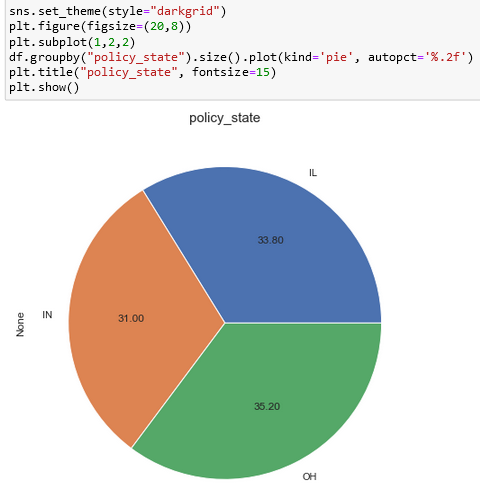 sns.set_theme(style="darkgrid")
plt.figure(figsize=(20,8))
plt.subplot(1,2,2)
df.groupby("policy_state").size().plot(kind='pie', autopct='%.2f')
plt.title("policy_state", fontsize=15)
plt.show()
policy_state
IL
33.80
IN
31.00
None
35.20
OH